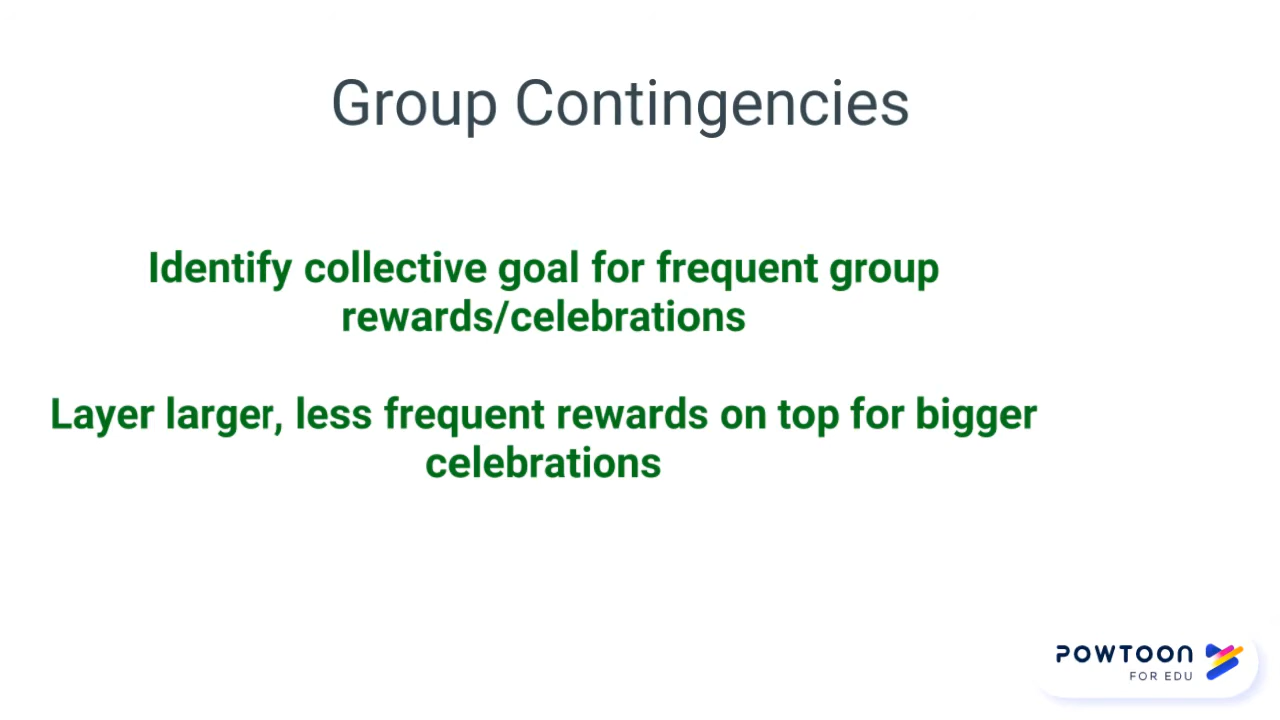 Group Contingencies
Identify collective goal for frequent group
rewards/celebrations
Layer larger, less frequent rewards on top for bigger
celebrations
POWTOON
FOR EDU